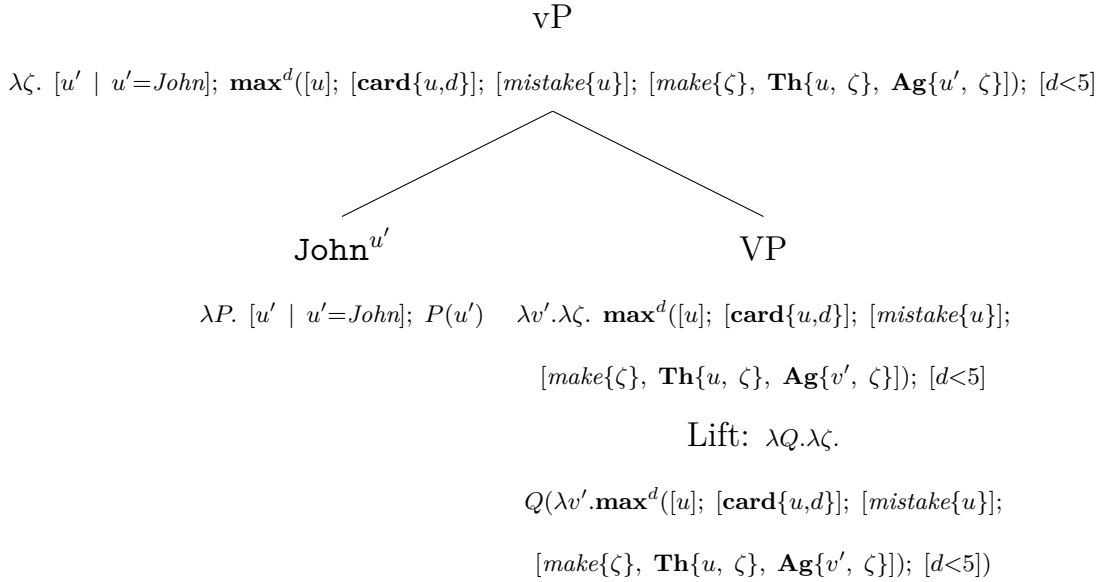 vP
λζ. [u′ | u′=John]; max^d([u]; [card{u,d}]; [mistake{u}]; [make{ζ}, Th{u, ζ}, Ag{u′, ζ}]); [d<5]
John^u′ VP
λP. [u′ | u′=John]; P(u′) λv′.λζ. max^d([u]; [card{u,d}]; [mistake{u}];
[make{ζ}, Th{u, ζ}, Ag{v′, ζ}]); [d<5]
Lift: λQ.λζ.
Q(λv′.max^d([u]; [card{u,d}]; [mistake{u}];
[make{ζ}, Th{u, ζ}, Ag{v′, ζ}]); [d<5])